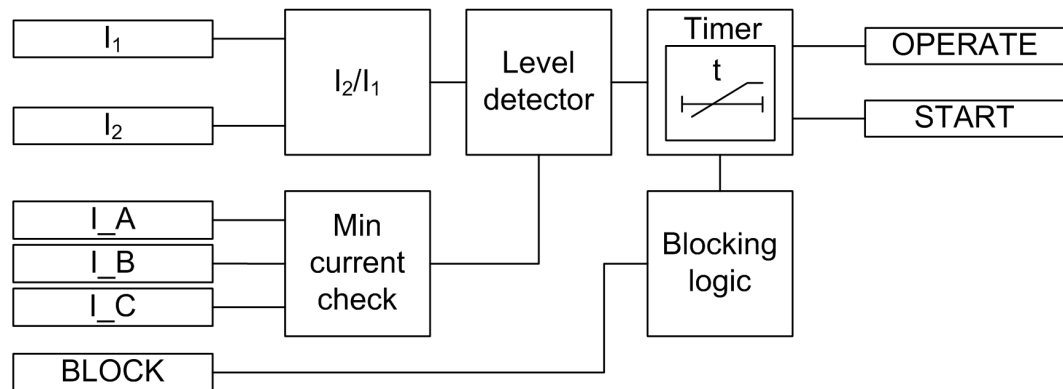 I₁
I₂
I_A
I_B
I_C
BLOCK
I₂/I₁
Min
current
check
Level
detector
Timer
t
Blocking
logic
OPERATE
START